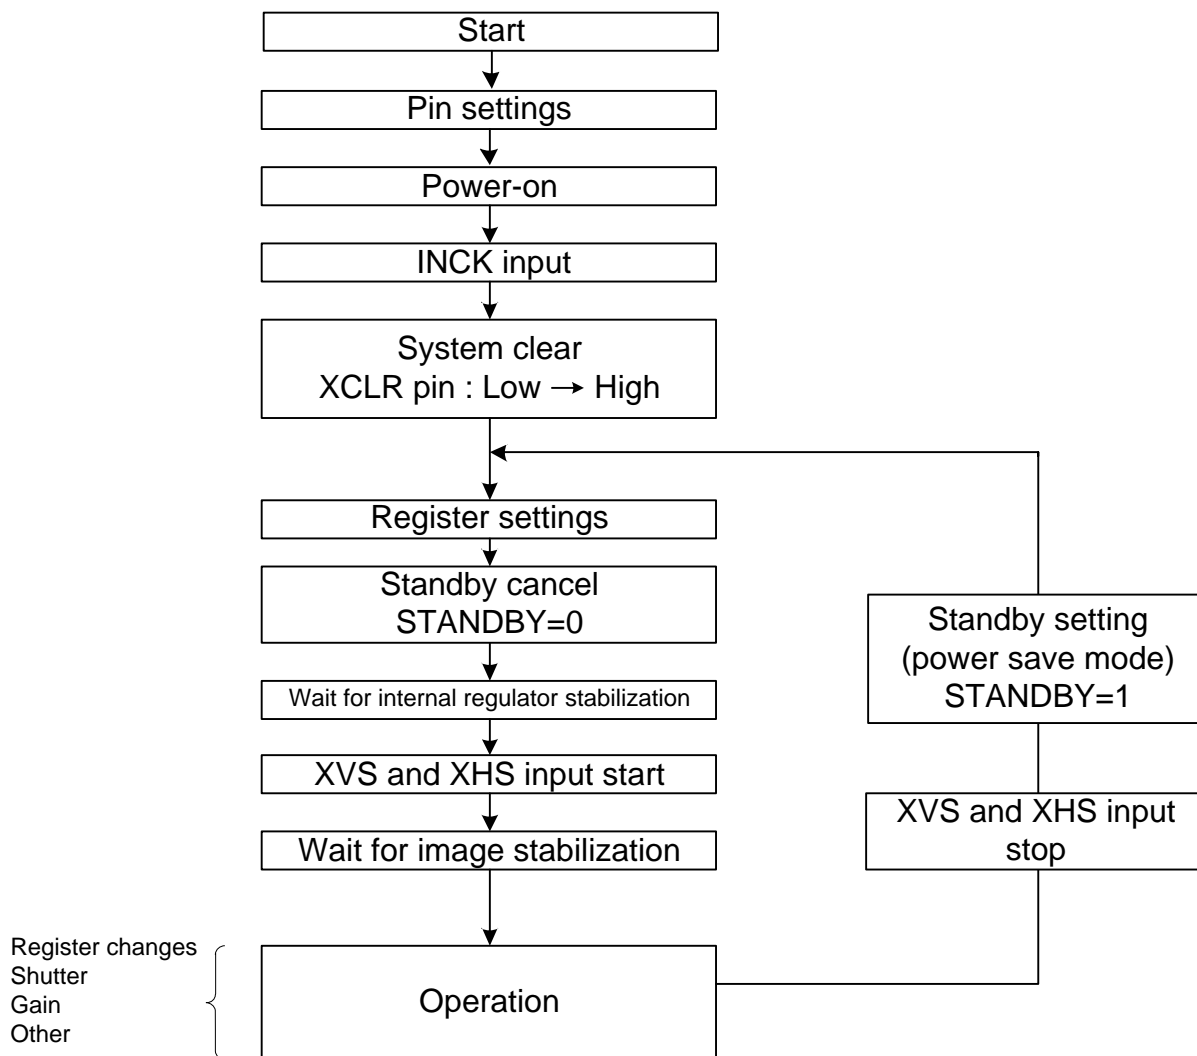 Start
Pin settings
Power-on
INCK input
System clear
XCLR pin : Low → High
Register settings
Standby cancel
STANDBY=0
Wait for internal regulator stabilization
XVS and XHS input start
Wait for image stabilization
Operation
Register changes
Shutter
Gain
Other
Standby setting
(power save mode)
STANDBY=1
XVS and XHS input
stop